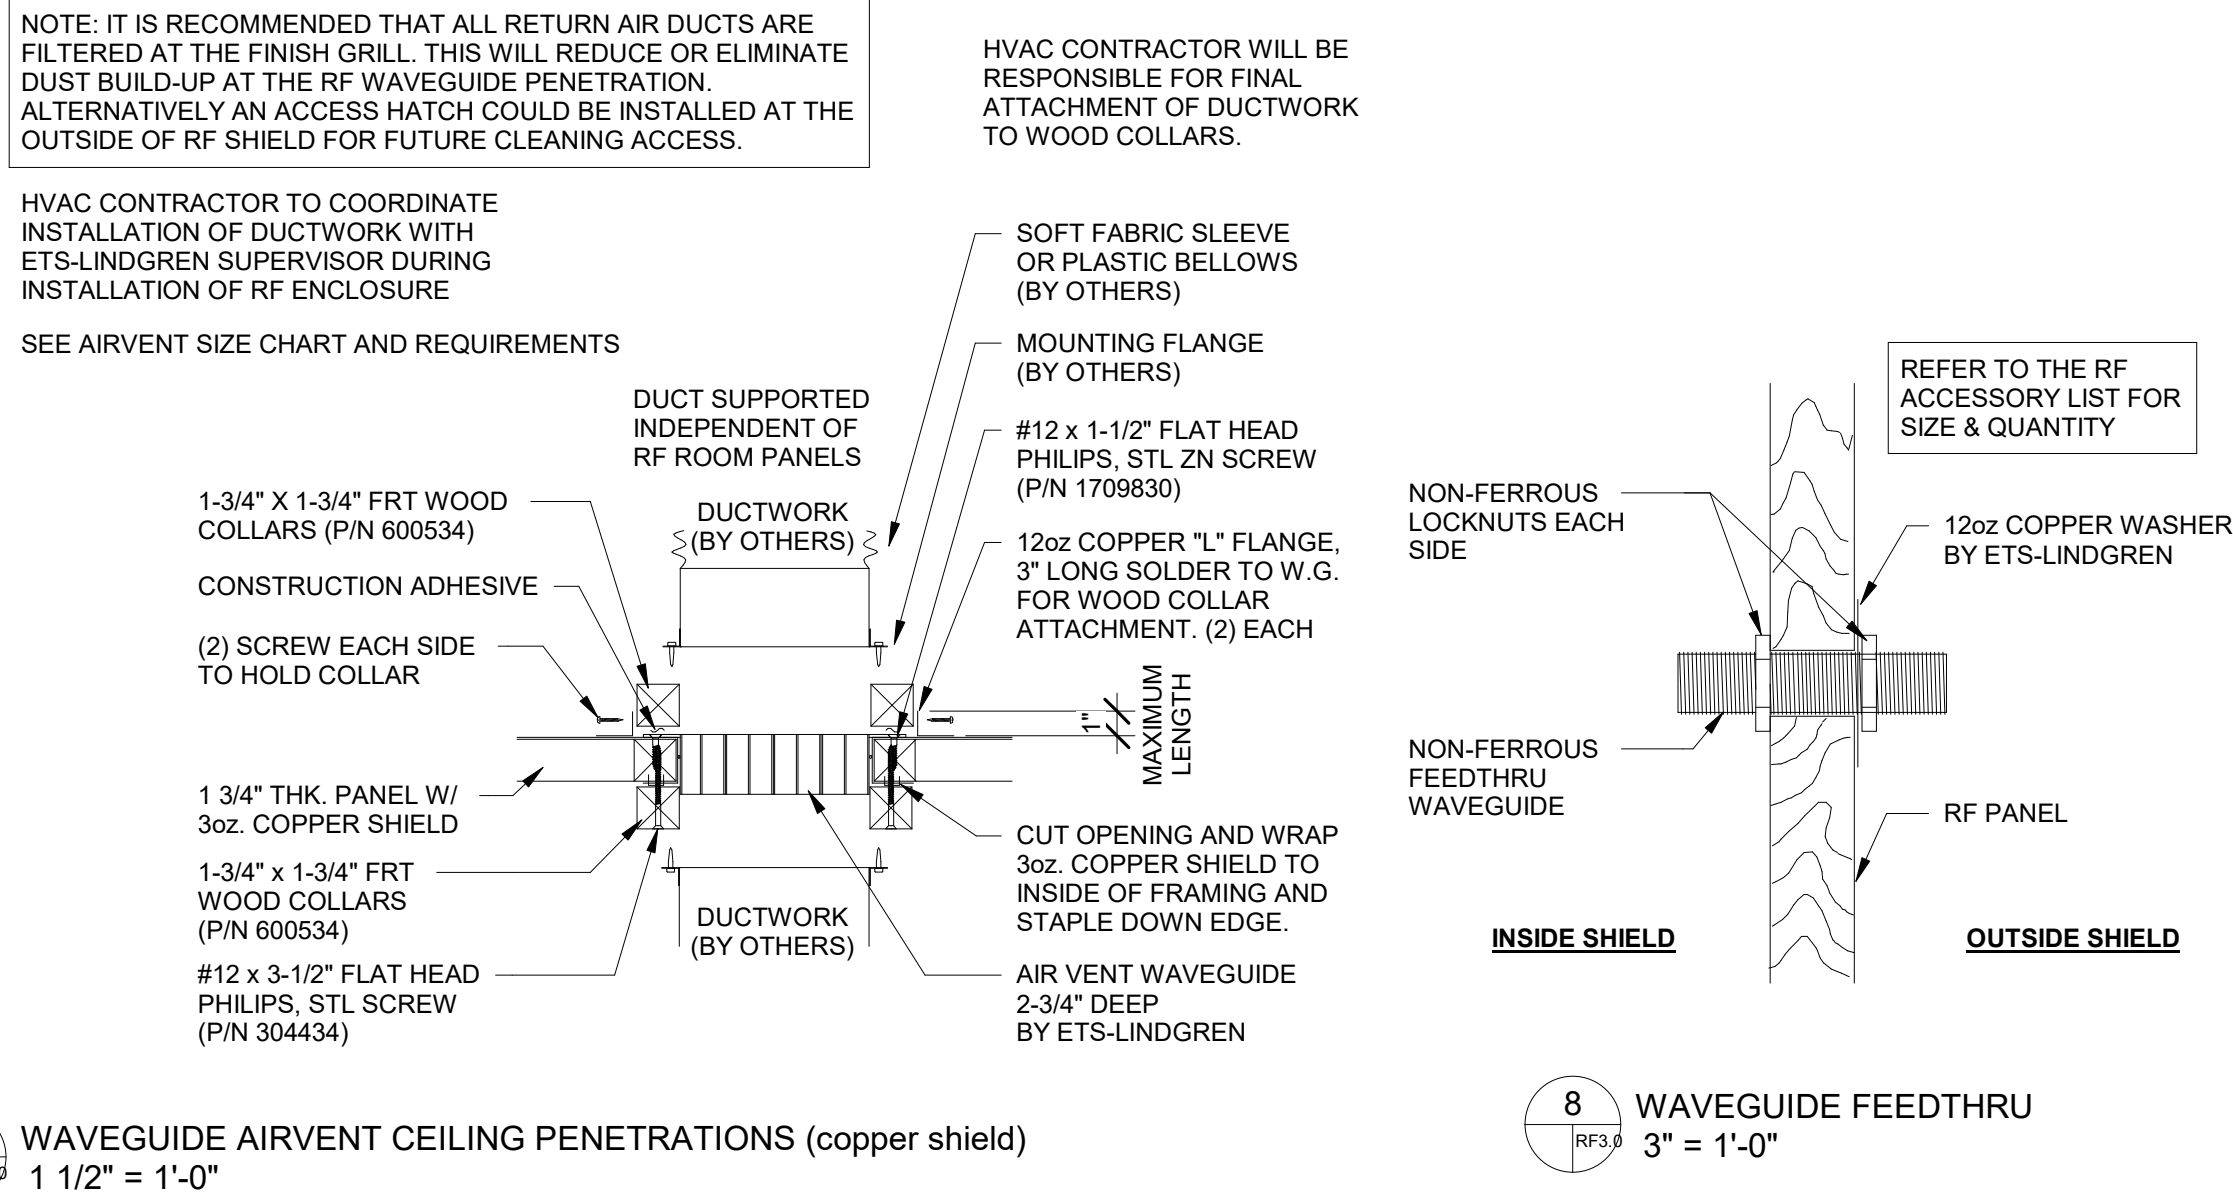 NOTE: IT IS RECOMMENDED THAT ALL RETURN AIR DUCTS ARE
FILTERED AT THE FINISH GRILL. THIS WILL REDUCE OR ELIMINATE
DUST BUILD-UP AT THE RF WAVEGUIDE PENETRATION.
ALTERNATIVELY AN ACCESS HATCH COULD BE INSTALLED AT THE
OUTSIDE OF RF SHIELD FOR FUTURE CLEANING ACCESS.
HVAC CONTRACTOR WILL BE
RESPONSIBLE FOR FINAL
ATTACHMENT OF DUCTWORK
TO WOOD COLLARS.
HVAC CONTRACTOR TO COORDINATE
INSTALLATION OF DUCTWORK WITH
ETS-LINDGREN SUPERVISOR DURING
INSTALLATION OF RF ENCLOSURE
SEE AIRVENT SIZE CHART AND REQUIREMENTS
DUCT SUPPORTED
INDEPENDENT OF
RF ROOM PANELS
DUCTWORK
(BY OTHERS)
1-3/4" X 1-3/4" FRT WOOD
COLLARS (P/N 600534)
CONSTRUCTION ADHESIVE
(2) SCREW EACH SIDE
TO HOLD COLLAR
1 3/4" THK. PANEL W/
3oz. COPPER SHIELD
1-3/4" x 1-3/4" FRT
WOOD COLLARS
(P/N 600534)
#12 x 3-1/2" FLAT HEAD
PHILIPS, STL SCREW
(P/N 304434)
DUCTWORK
(BY OTHERS)
SOFT FABRIC SLEEVE
OR PLASTIC BELLOWS
(BY OTHERS)
MOUNTING FLANGE
(BY OTHERS)
#12 x 1-1/2" FLAT HEAD
PHILIPS, STL ZN SCREW
(P/N 1709830)
12oz COPPER "L" FLANGE,
3" LONG SOLDER TO W.G.
FOR WOOD COLLAR
ATTACHMENT. (2) EACH
1"
MAXIMUM
LENGTH
CUT OPENING AND WRAP
3oz. COPPER SHIELD TO
INSIDE OF FRAMING AND
STAPLE DOWN EDGE.
AIR VENT WAVEGUIDE
2-3/4" DEEP
BY ETS-LINDGREN
WAVEGUIDE AIRVENT CEILING PENETRATIONS (copper shield)
1 1/2" = 1'-0"
REFER TO THE RF
ACCESSORY LIST FOR
SIZE & QUANTITY
NON-FERROUS
LOCKNUTS EACH
SIDE
12oz COPPER WASHER
BY ETS-LINDGREN
NON-FERROUS
FEEDTHRU
WAVEGUIDE
RF PANEL
INSIDE SHIELD
OUTSIDE SHIELD
8
RF3.0
WAVEGUIDE FEEDTHRU
3" = 1'-0"